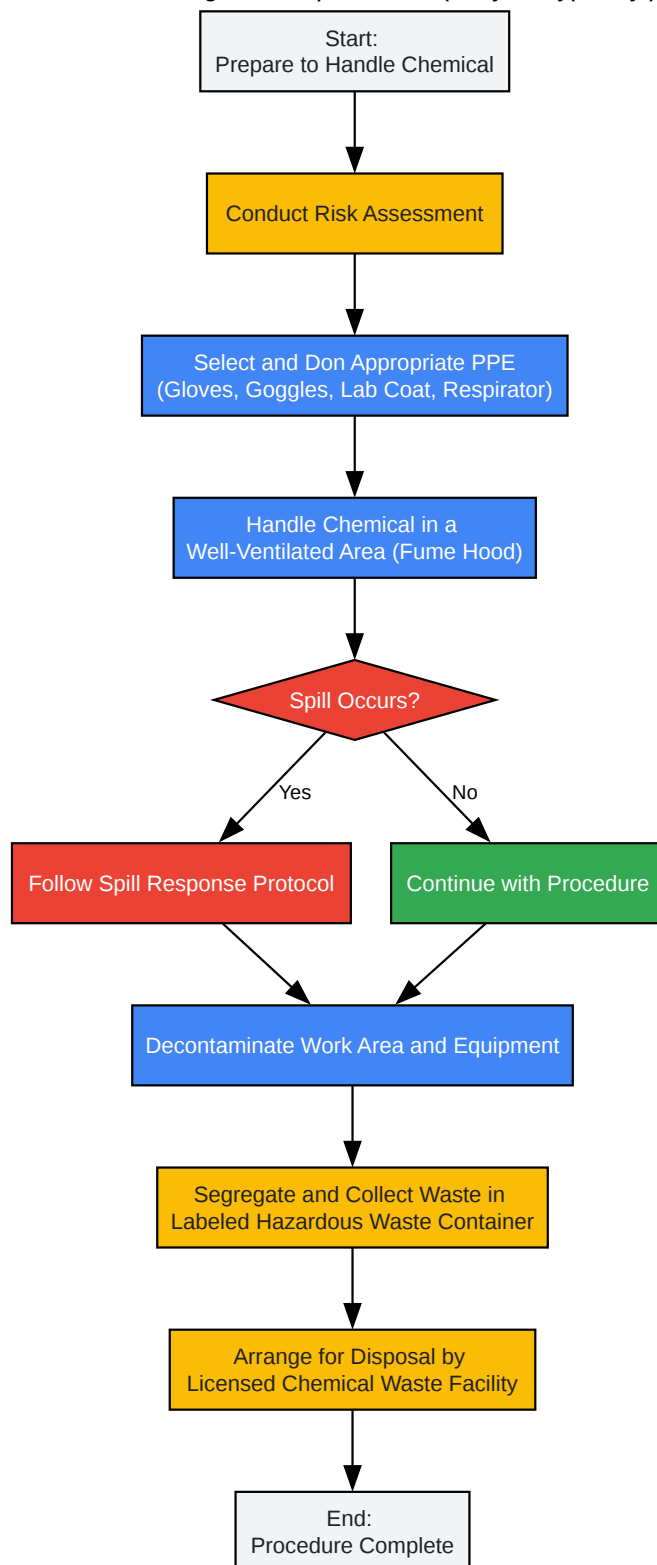 Start:
Prepare to Handle Chemical
Conduct Risk Assessment
Select and Don Appropriate PPE
(Gloves, Goggles, Lab Coat, Respirator)
Handle Chemical in a
Well-Ventilated Area (Fume Hood)
Spill Occurs?
Yes
No
Follow Spill Response Protocol
Continue with Procedure
Decontaminate Work Area and Equipment
Segregate and Collect Waste in
Labeled Hazardous Waste Container
Arrange for Disposal by
Licensed Chemical Waste Facility
End:
Procedure Complete